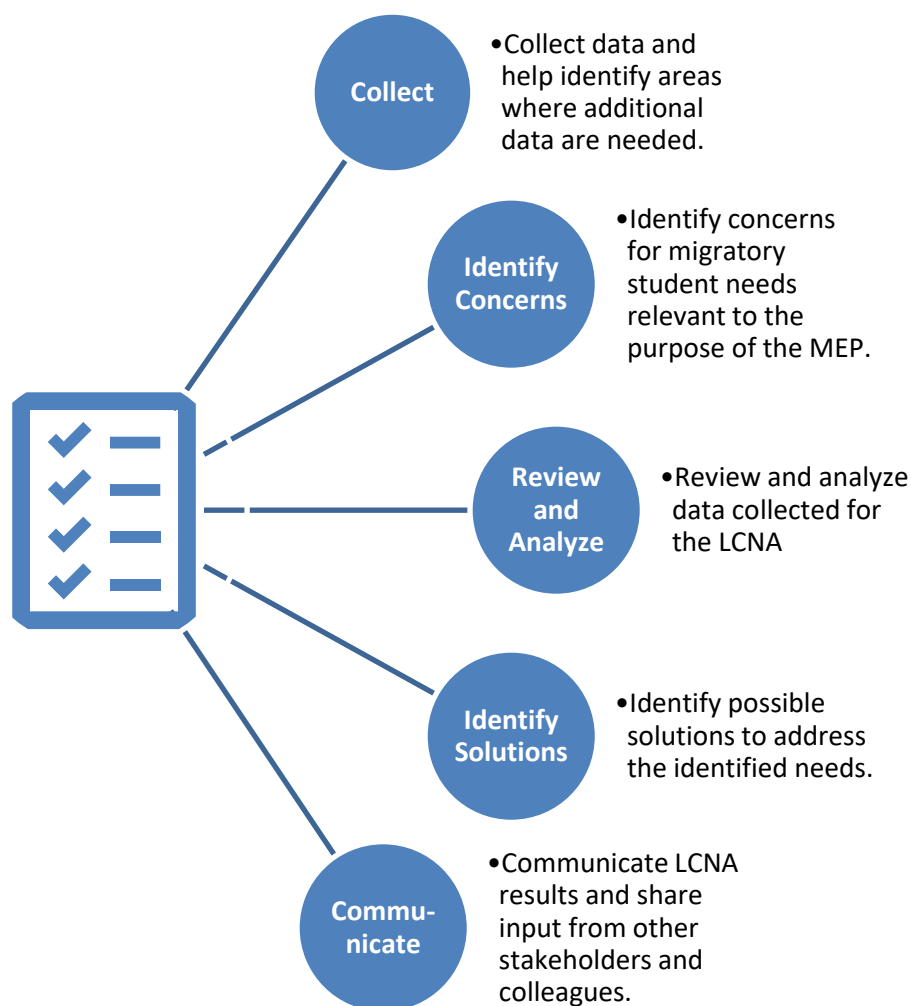 Collect
•Collect data and
help identify areas
where additional
data are needed.
Identify
Concerns
•Identify concerns
for migratory
student needs
relevant to the
purpose of the MEP.
Review
and
Analyze
•Review and analyze
data collected for
the LCNA
Identify
Solutions
•Identify possible
solutions to address
the identified needs.
Commu-
nicate
•Communicate LCNA
results and share
input from other
stakeholders and
colleagues.